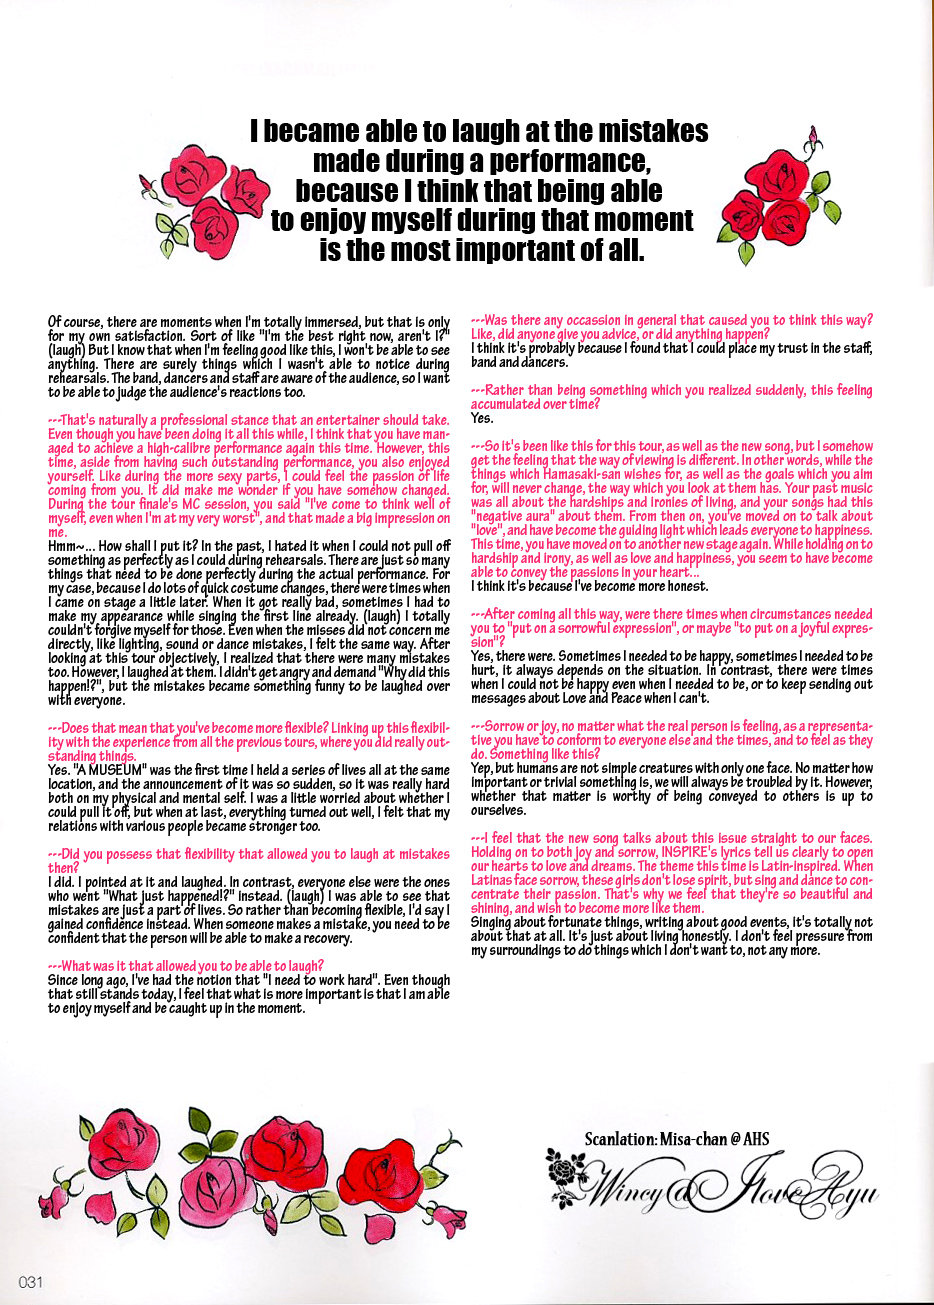 I became able to laugh at the mistakes
made during a performance,
because I think that being able
to enjoy myself during that moment
is the most important of all.
Of course, there are moments when I'm totally immersed, but that is only
for my own satisfaction. Sort of like "I'm the best right now, aren't I?"
(laugh) But I know that when I'm feeling good like this, I won't be able to see
anything. There are surely things which I wasn't able to notice during
rehearsals. The band, dancers and staff are aware of the audience, so I want
to be able to judge the audience's reactions too.
---That's naturally a professional stance that an entertainer should take.
Even though you have been doing it all this while, I think that you have man-
aged to achieve a high-calibre performance again this time. However, this
time, aside from having such outstanding performance, you also enjoyed
yourself. Like during the more sexy parts, I could feel the passion of life
coming from you. It did make me wonder if you have somehow changed.
During the tour finale's MC session, you said "I've come to think well of
myself, even when I'm at my very worst", and that made a big impression on
me.
Hmm~... How shall I put it? In the past, I hated it when I could not pull off
something as perfectly as I could during rehearsals. There are just so many
things that need to be done perfectly during the actual performance. For
my case, because I do lots of quick costume changes, there were times when
I came on stage a little later. When it got really bad, sometimes I had to
make my appearance while singing the first line already. (laugh) I totally
couldn't forgive myself for those. Even when the misses did not concern me
directly, like lighting, sound or dance mistakes, I felt the same way. After
looking at this tour objectively, I realized that there were many mistakes
too. However, I laughed at them. I didn't get angry and demand "Why did this
happen!?", but the mistakes became something funny to be laughed over
with everyone.
---Does that mean that you've become more flexible? Linking up this flexibil-
ity with the experience from all the previous tours, where you did really out-
standing things.
Yes. "A MUSEUM" was the first time I held a series of lives all at the same
location, and the announcement of it was so sudden, so it was really hard
both on my physical and mental self. I was a little worried about whether I
could pull it off, but when at last, everything turned out well, I felt that my
relations with various people became stronger too.
---Did you possess that flexibility that allowed you to laugh at mistakes
then?
I did. I pointed at it and laughed. In contrast, everyone else were the ones
who went "What just happened!?" instead. (laugh) I was able to see that
mistakes are just a part of lives. So rather than becoming flexible, I'd say I
gained confidence instead. When someone makes a mistake, you need to be
confident that the person will be able to make a recovery.
---What was it that allowed you to be able to laugh?
Since long ago, I've had the notion that "I need to work hard". Even though
that still stands today, I feel that what is more important is that I am able
to enjoy myself and be caught up in the moment.
---Was there any occassion in general that caused you to think this way?
Like, did anyone give you advice, or did anything happen?
I think it's probably because I found that I could place my trust in the staff,
band and dancers.
---Rather than being something which you realized suddenly, this feeling
accumulated over time?
Yes.
---So it's been like this for this tour, as well as the new song, but I somehow
get the feeling that the way of viewing is different. In other words, while the
things which Hamasaki-san wishes for, as well as the goals which you aim
for, will never change, the way which you look at them has. Your past music
was all about the hardships and ironies of living, and your songs had this
"negative aura" about them. From then on, you've moved on to talk about
"love", and have become the guiding light which leads everyone to happiness.
This time, you have moved on to another new stage again. While holding on to
hardship and irony, as well as love and happiness, you seem to have become
able to convey the passions in your heart...
I think it's because I've become more honest.
---After coming all this way, were there times when circumstances needed
you to "put on a sorrowful expression", or maybe "to put on a joyful expres-
sion"?
Yes, there were. Sometimes I needed to be happy, sometimes I needed to be
hurt, it always depends on the situation. In contrast, there were times
when I could not be happy even when I needed to be, or to keep sending out
messages about Love and Peace when I can't.
---Sorrow or joy, no matter what the real person is feeling, as a representa-
tive you have to conform to everyone else and the times, and to feel as they
do. Something like this?
Yep, but humans are not simple creatures with only one face. No matter how
important or trivial something is, we will always be troubled by it. However,
whether that matter is worthy of being conveyed to others is up to
ourselves.
---I feel that the new song talks about this issue straight to our faces.
Holding on to both joy and sorrow, INSPIRE's lyrics tell us clearly to open
our hearts to love and dreams. The theme this time is Latin-inspired. When
Latinas face sorrow, these girls don't lose spirit, but sing and dance to con-
centrate their passion. That's why we feel that they're so beautiful and
shining, and wish to become more like them.
Singing about fortunate things, writing about good events, it's totally not
about that at all. It's just about living honestly. I don't feel pressure from
my surroundings to do things which I don't want to, not any more.
Scanlation: Misa-chan @ AHS
Wincy @ IloveAyu
031